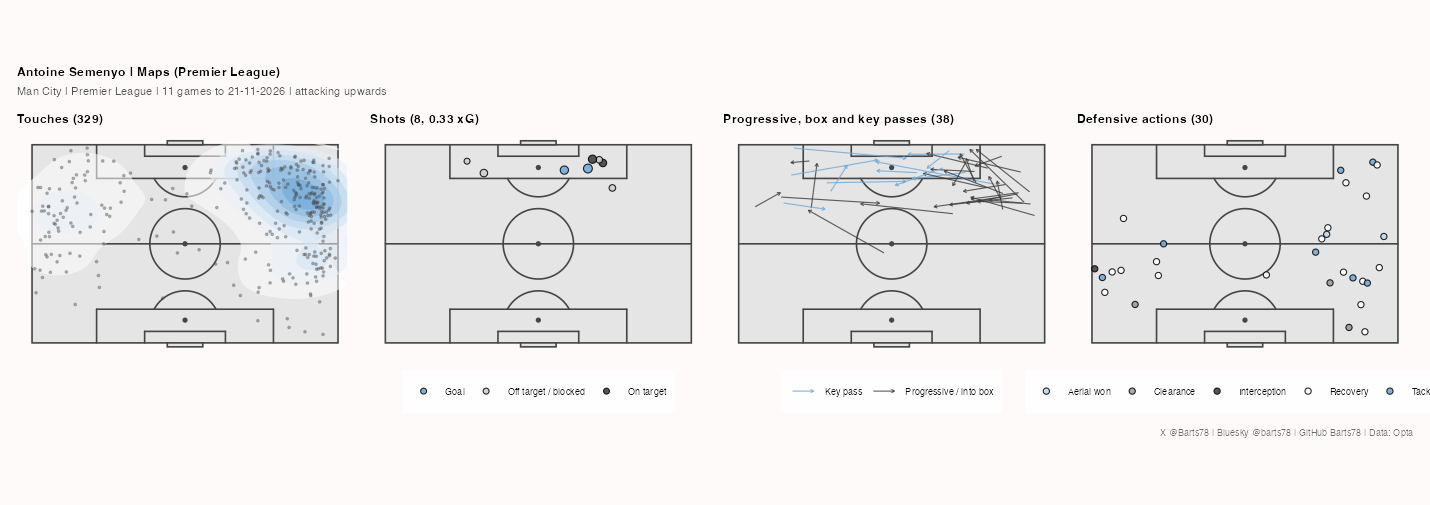 Antoine Semenyo | Maps (Premier League)
Man City | Premier League | 11 games to 21-11-2026 | attacking upwards
Touches (329)
Shots (8, 0.33 xG)
Progressive, box and key passes (38)
Defensive actions (30)
Goal
Off target / blocked
On target
Key pass
Progressive / Into box
Aerial won
Clearance
Interception
Recovery
Tack
X @Barts78 | Bluesky @barts78 | GitHub Barts78 | Data: Opta